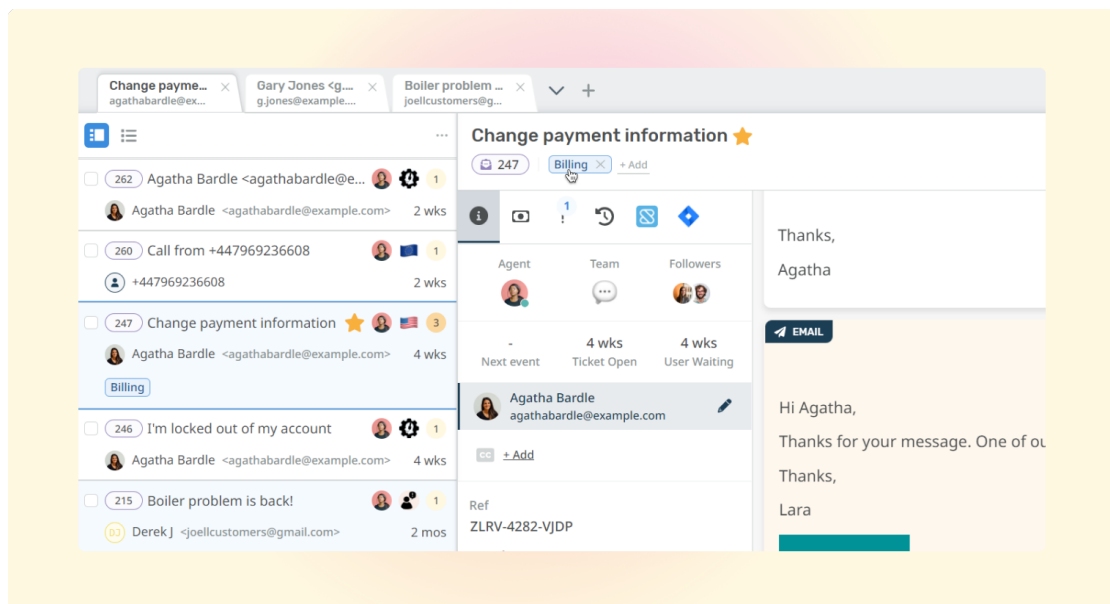 Change payme...
agathabardle@ex...
Gary Jones <g....
g.jones@example....
Boiler problem ...
joellcustomers@g...
Change payment information
247
Billing
+ Add
262 Agatha Bardle <agathabardle@e... 1
Agatha Bardle <agathabardle@example.com> 2 wks
260 Call from +447969236608 1
+447969236608 2 wks
247 Change payment information 3
Agatha Bardle <agathabardle@example.com> 4 wks
Billing
246 I'm locked out of my account 1
Agatha Bardle <agathabardle@example.com> 4 wks
215 Boiler problem is back! 1
DJ Derek J <joellcustomers@gmail.com> 2 mos
1
Agent Team Followers
- 4 wks 4 wks
Next event Ticket Open User Waiting
Agatha Bardle
agathabardle@example.com
CC + Add
Ref
ZLRV-4282-VJDP
Thanks,
Agatha
EMAIL
Hi Agatha,
Thanks for your message. One of ou
Thanks,
Lara